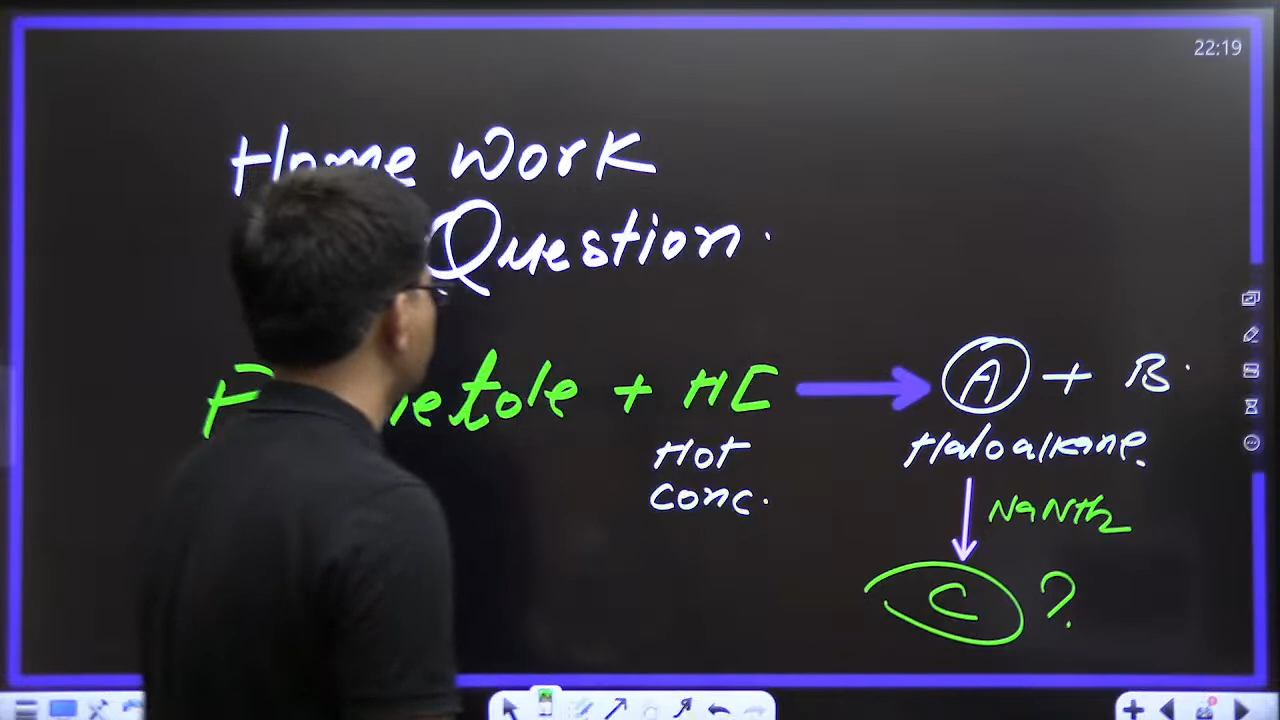 22:19
Home Work
Question.
etole + HI
Hot
conc.
A + B.
Haloalkane.
NaNH2
C ?